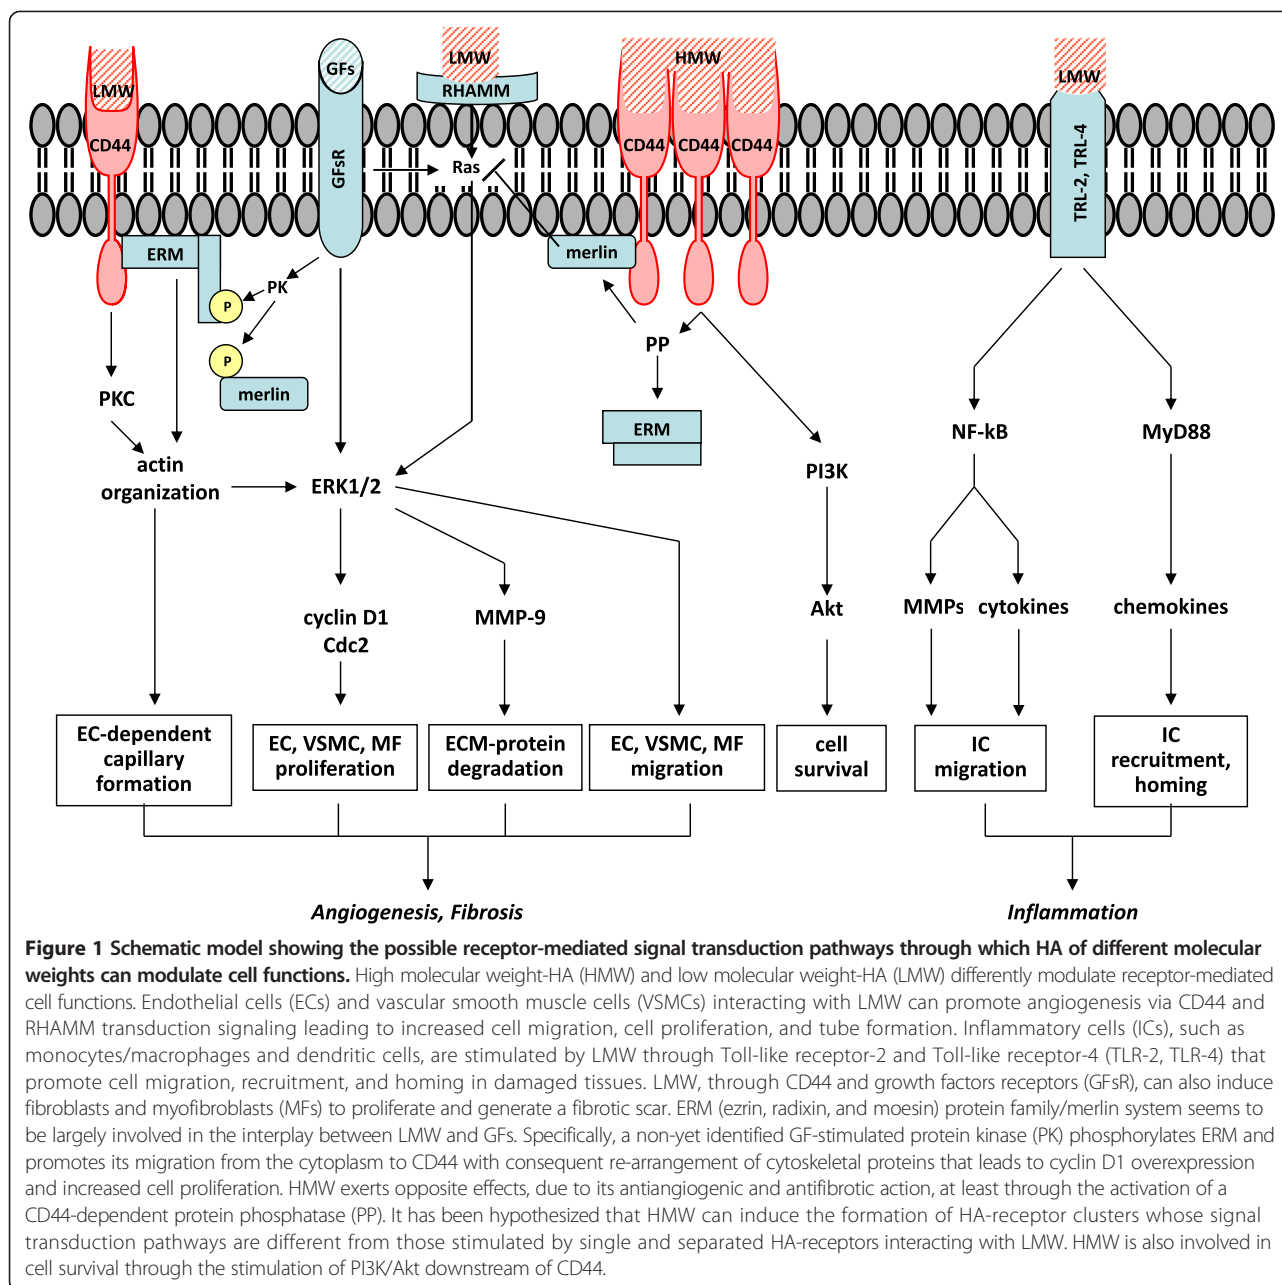 LMW
GFs
LMW
HMW
LMW
RHAMM
CD44
GFsR
Ras
CD44
CD44
CD44
TRL-2, TRL-4
ERM
merlin
PK
P
P
PP
merlin
PKC
ERM
NF-kB
MyD88
actin
organization
ERK1/2
PI3K
cyclin D1
Cdc2
MMP-9
Akt
MMPs
cytokines
chemokines
EC-dependent
capillary
formation
EC, VSMC, MF
proliferation
ECM-protein
degradation
EC, VSMC, MF
migration
cell
survival
IC
migration
IC
recruitment,
homing
Angiogenesis, Fibrosis
Inflammation
Figure 1 Schematic model showing the possible receptor-mediated signal transduction pathways through which HA of different molecular
weights can modulate cell functions. High molecular weight-HA (HMW) and low molecular weight-HA (LMW) differently modulate receptor-mediated
cell functions. Endothelial cells (ECs) and vascular smooth muscle cells (VSMCs) interacting with LMW can promote angiogenesis via CD44 and
RHAMM transduction signaling leading to increased cell migration, cell proliferation, and tube formation. Inflammatory cells (ICs), such as
monocytes/macrophages and dendritic cells, are stimulated by LMW through Toll-like receptor-2 and Toll-like receptor-4 (TLR-2, TLR-4) that
promote cell migration, recruitment, and homing in damaged tissues. LMW, through CD44 and growth factors receptors (GFsR), can also induce
fibroblasts and myofibroblasts (MFs) to proliferate and generate a fibrotic scar. ERM (ezrin, radixin, and moesin) protein family/merlin system seems to
be largely involved in the interplay between LMW and GFs. Specifically, a non-yet identified GF-stimulated protein kinase (PK) phosphorylates ERM and
promotes its migration from the cytoplasm to CD44 with consequent re-arrangement of cytoskeletal proteins that leads to cyclin D1 overexpression
and increased cell proliferation. HMW exerts opposite effects, due to its antiangiogenic and antifibrotic action, at least through the activation of a
CD44-dependent protein phosphatase (PP). It has been hypothesized that HMW can induce the formation of HA-receptor clusters whose signal
transduction pathways are different from those stimulated by single and separated HA-receptors interacting with LMW. HMW is also involved in
cell survival through the stimulation of PI3K/Akt downstream of CD44.